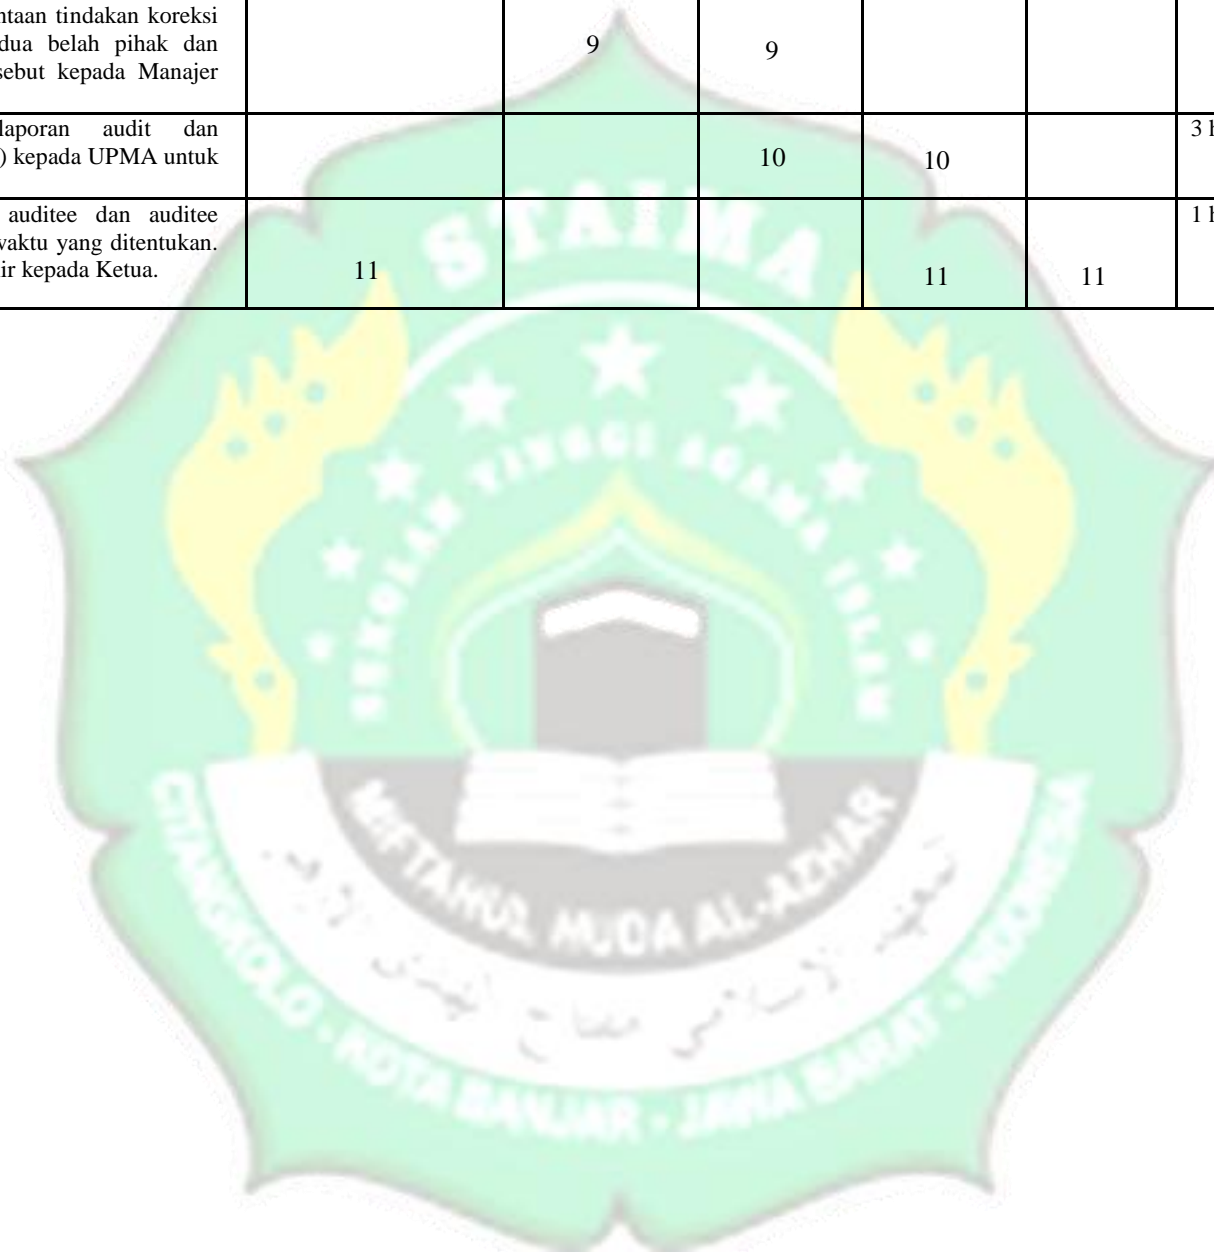 ntaan tindakan koreksi
dua belah pihak dan
sebut kepada Manajer
9
9
laporan audit dan
) kepada UPMA untuk
10
10
3 h
auditee dan auditee
waktu yang ditentukan.
ir kepada Ketua.
11
11
11
1 h
STAIMA
SEKOLAH TINGGI AGAMA ISLAM
MIFTAHUL HUDA AL-AZHAR
CITANGKOLO - KOTA BANJAR - JAWA BARAT - INDONESIA